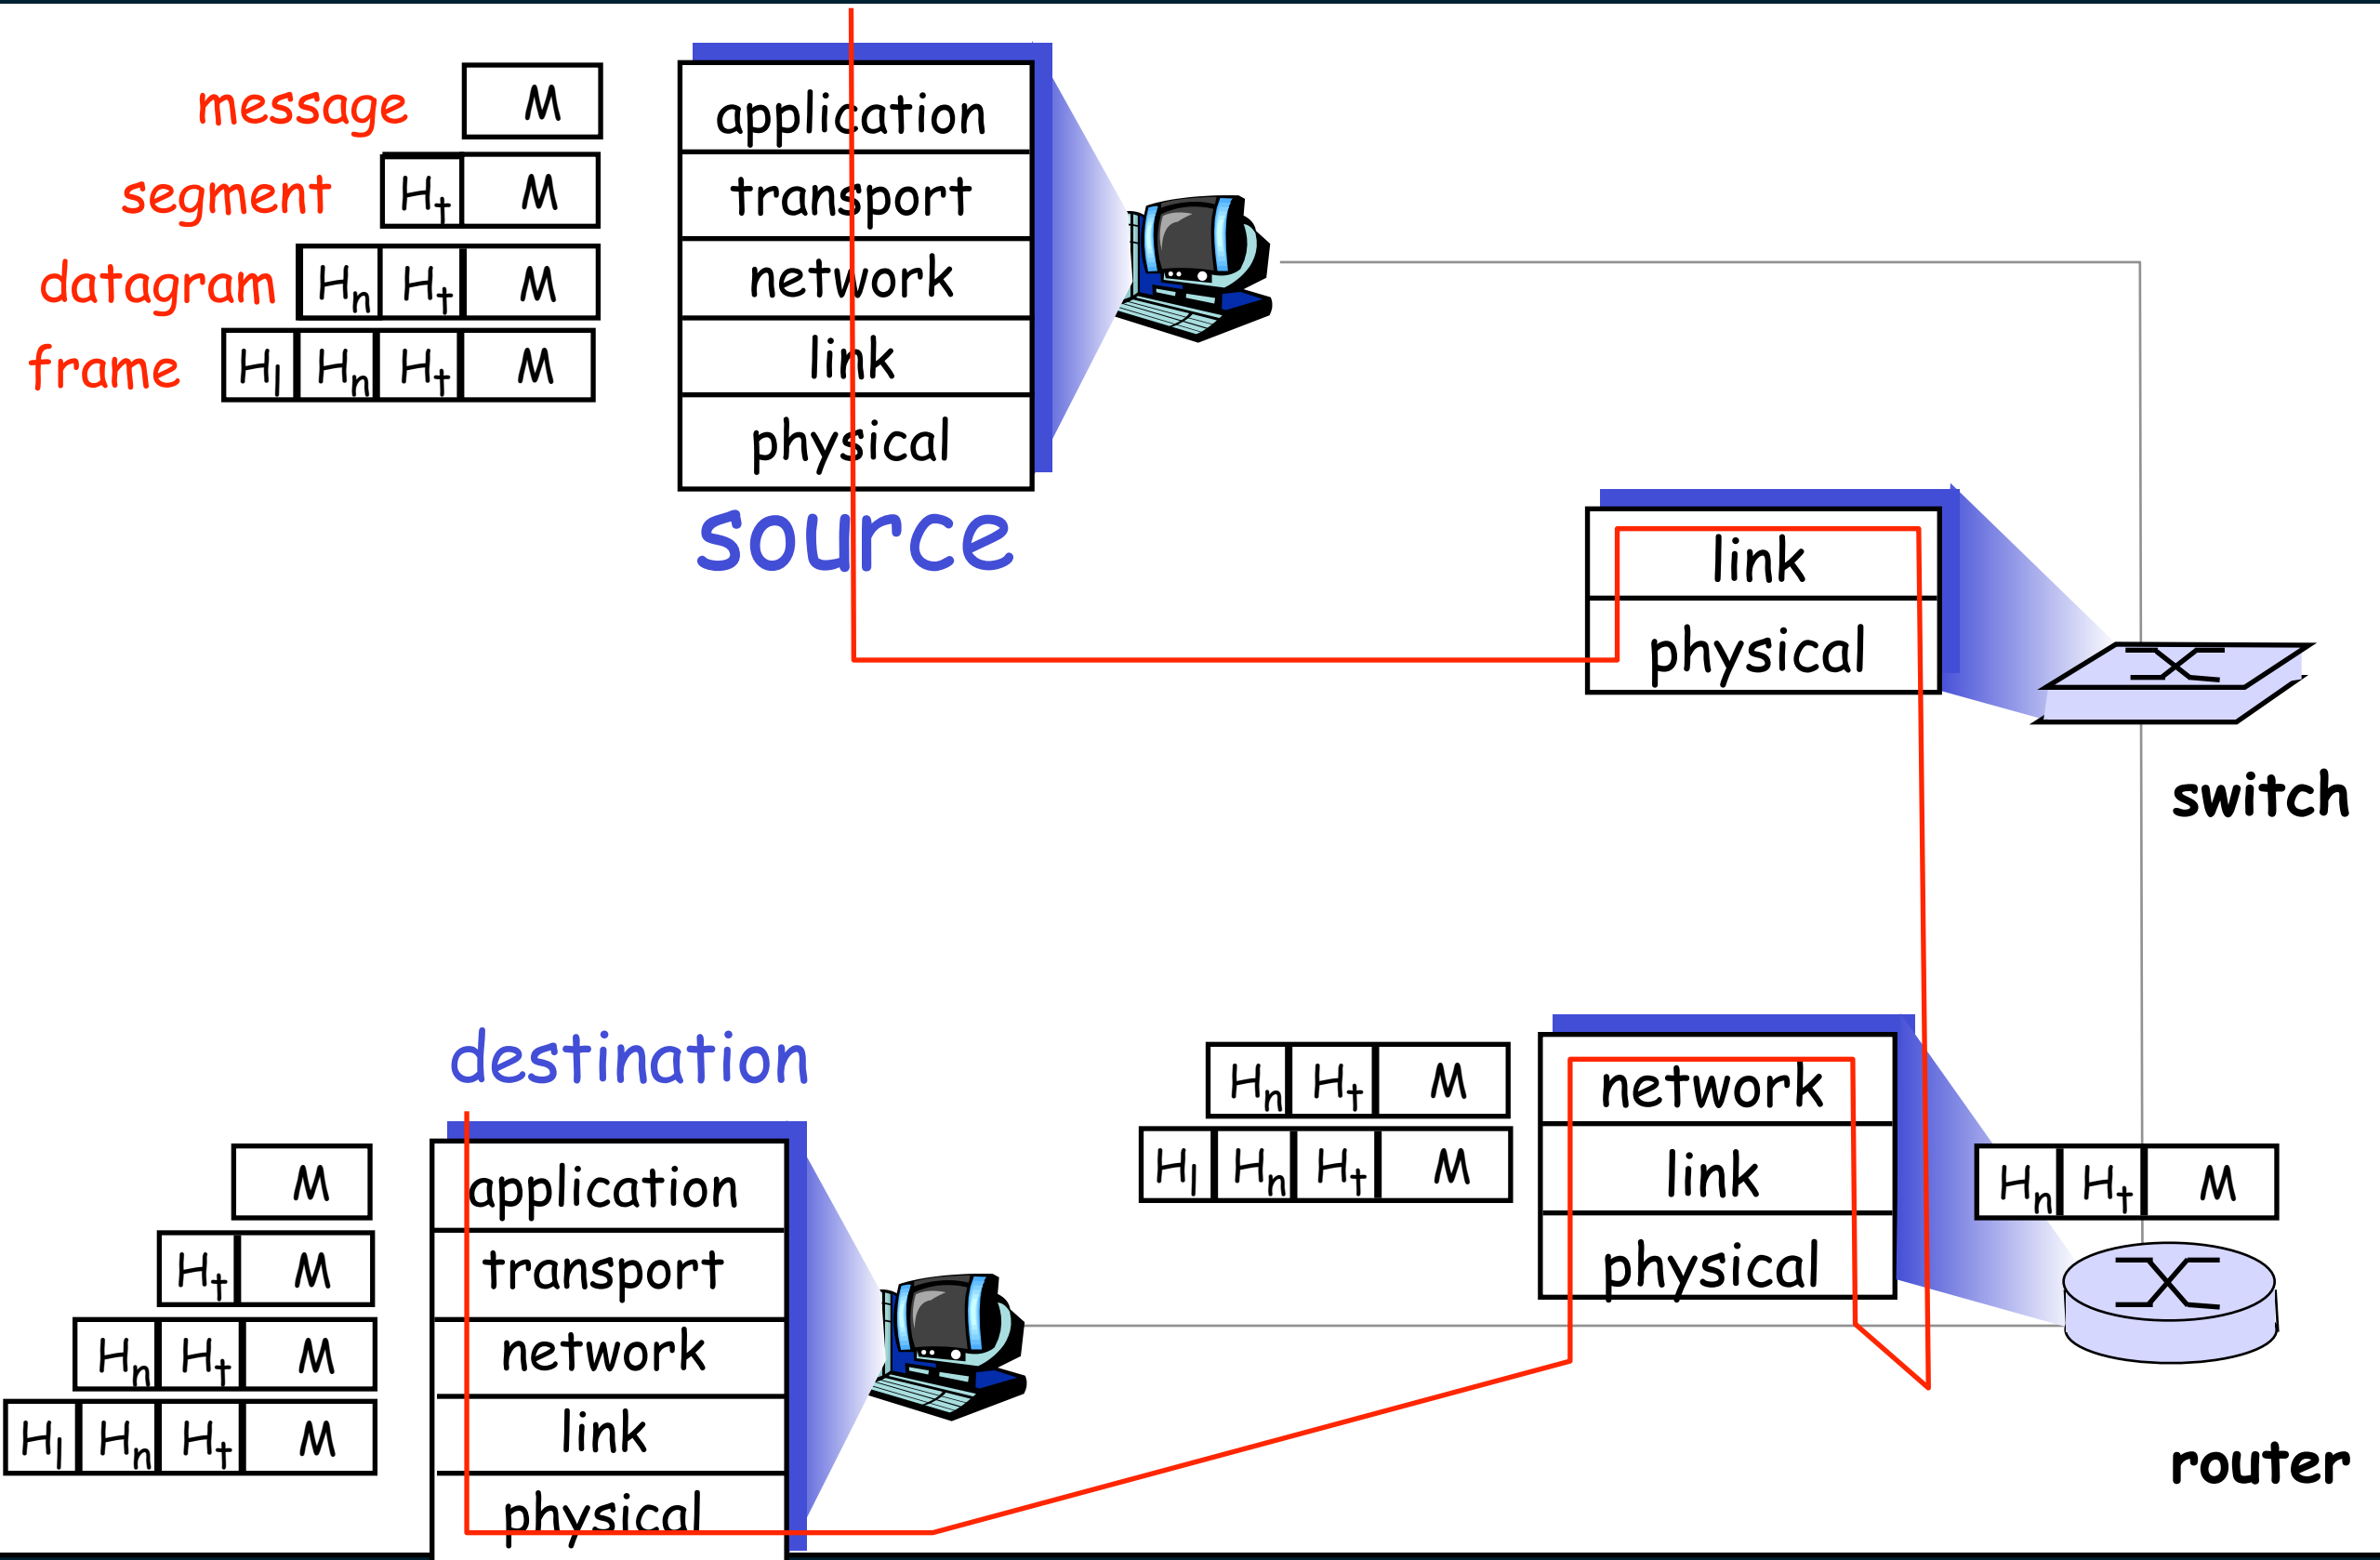 message M
segment Ht M
datagram Hn Ht M
frame Hl Hn Ht M
application
transport
network
link
physical
source
link
physical
switch
destination
M
Ht M
Hn Ht M
Hl Hn Ht M
application
transport
network
link
physical
Hn Ht M
Hl Hn Ht M
network
link
physical
Hn Ht M
router